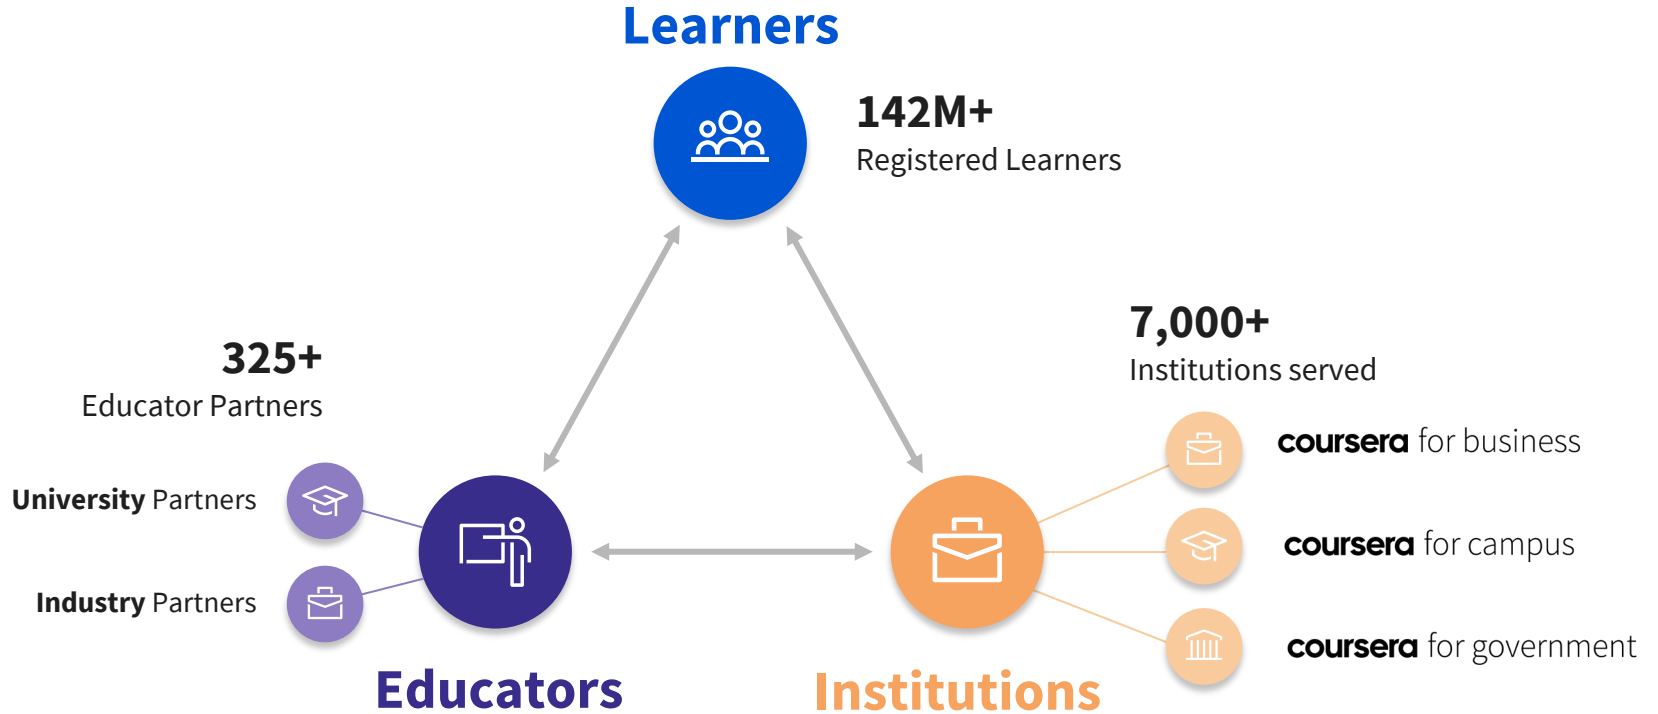 Learners
142M+
Registered Learners
325+
Educator Partners
University Partners
Industry Partners
Educators
7,000+
Institutions served
coursera for business
coursera for campus
coursera for government
Institutions